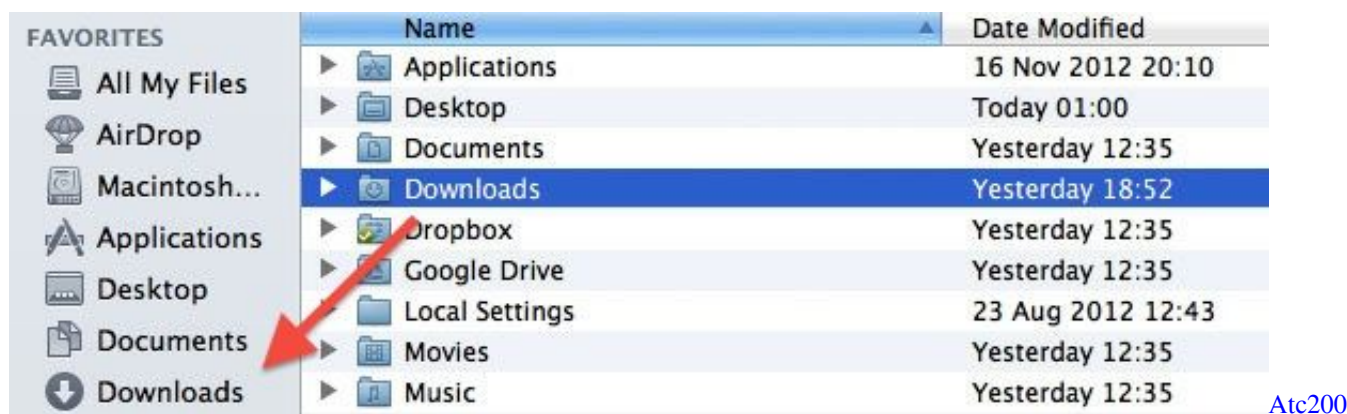 FAVORITES
All My Files
AirDrop
Macintosh...
Applications
Desktop
Documents
Downloads
Name Date Modified
Applications 16 Nov 2012 20:10
Desktop Today 01:00
Documents Yesterday 12:35
Downloads Yesterday 18:52
Dropbox Yesterday 12:35
Google Drive Yesterday 12:35
Local Settings 23 Aug 2012 12:43
Movies Yesterday 12:35
Music Yesterday 12:35
Atc200